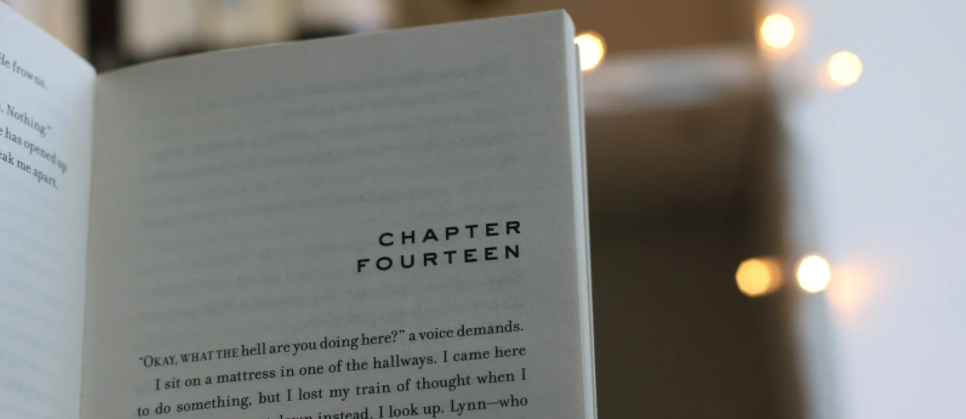 He frowns.
. Nothing."
has opened up
me apart.
CHAPTER
FOURTEEN
"OKAY, WHAT THE hell are you doing here?" a voice demands.
I sit on a mattress in one of the hallways. I came here
to do something, but I lost my train of thought when I
instead. I look up. Lynn—who